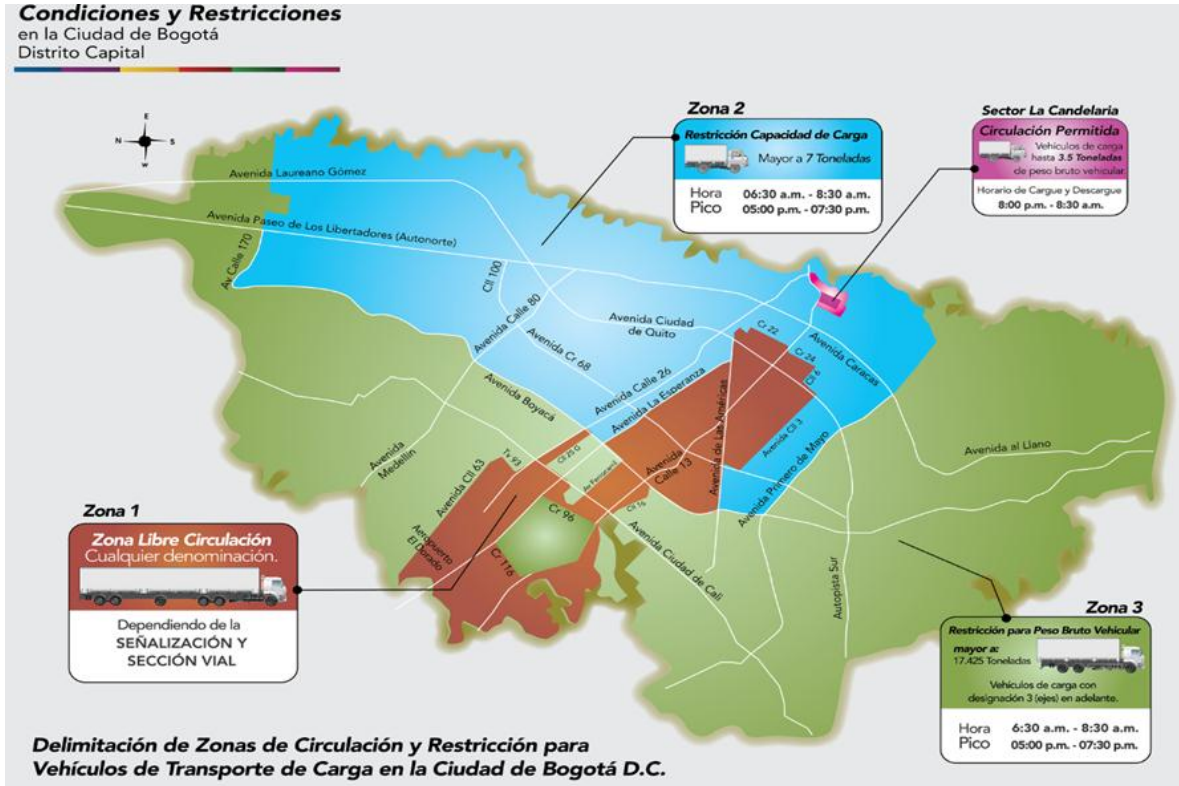 Condiciones y Restricciones
en la Ciudad de Bogotá
Distrito Capital
E
N
S
W
Zona 2
Restricción Capacidad de Carga
Mayor a 7 Toneladas
Hora
Pico
06:30 a.m. - 8:30 a.m.
05:00 p.m. - 07:30 p.m.
Sector La Candelaria
Circulación Permitida
Vehículos de carga
hasta 3.5 Toneladas
de peso bruto vehicular
Horario de Cargue y Descargue
8:00 p.m. - 8:30 a.m.
Avenida Laureano Gómez
Avenida Paseo de Los Libertadores (Autonorte)
Av Calle 170
Cll 100
Avenida Calle 80
Avenida Cr 68
Avenida Ciudad
de Quito
Avenida Calle 26
Avenida La Esperanza
Cr 22
Cr 24
Cll 6
Avenida Caracas
Avenida Boyacá
Avenida
Medellin
Avenida Cll 63
Tv 93
Cll 25 G
Av Ferrocarril
Avenida
Calle 13
Avenida de Las Américas
Avenida Cll 3
Avenida Primero de Mayo
Avenida al Llano
Cr 96
Cll 16
Aeropuerto
El Dorado
Cr 116
Avenida Ciudad de Cali
Autopista Sur
Zona 1
Zona Libre Circulación
Cualquier denominación.
Dependiendo de la
SEÑALIZACIÓN Y
SECCIÓN VIAL
Zona 3
Restricción para Peso Bruto Vehicular
mayor a:
17.425 Toneladas
Vehículos de carga con
designación 3 (ejes) en adelante.
Hora
Pico
6:30 a.m. - 8:30 a.m.
05:00 p.m. - 07:30 p.m.
Delimitación de Zonas de Circulación y Restricción para
Vehículos de Transporte de Carga en la Ciudad de Bogotá D.C.